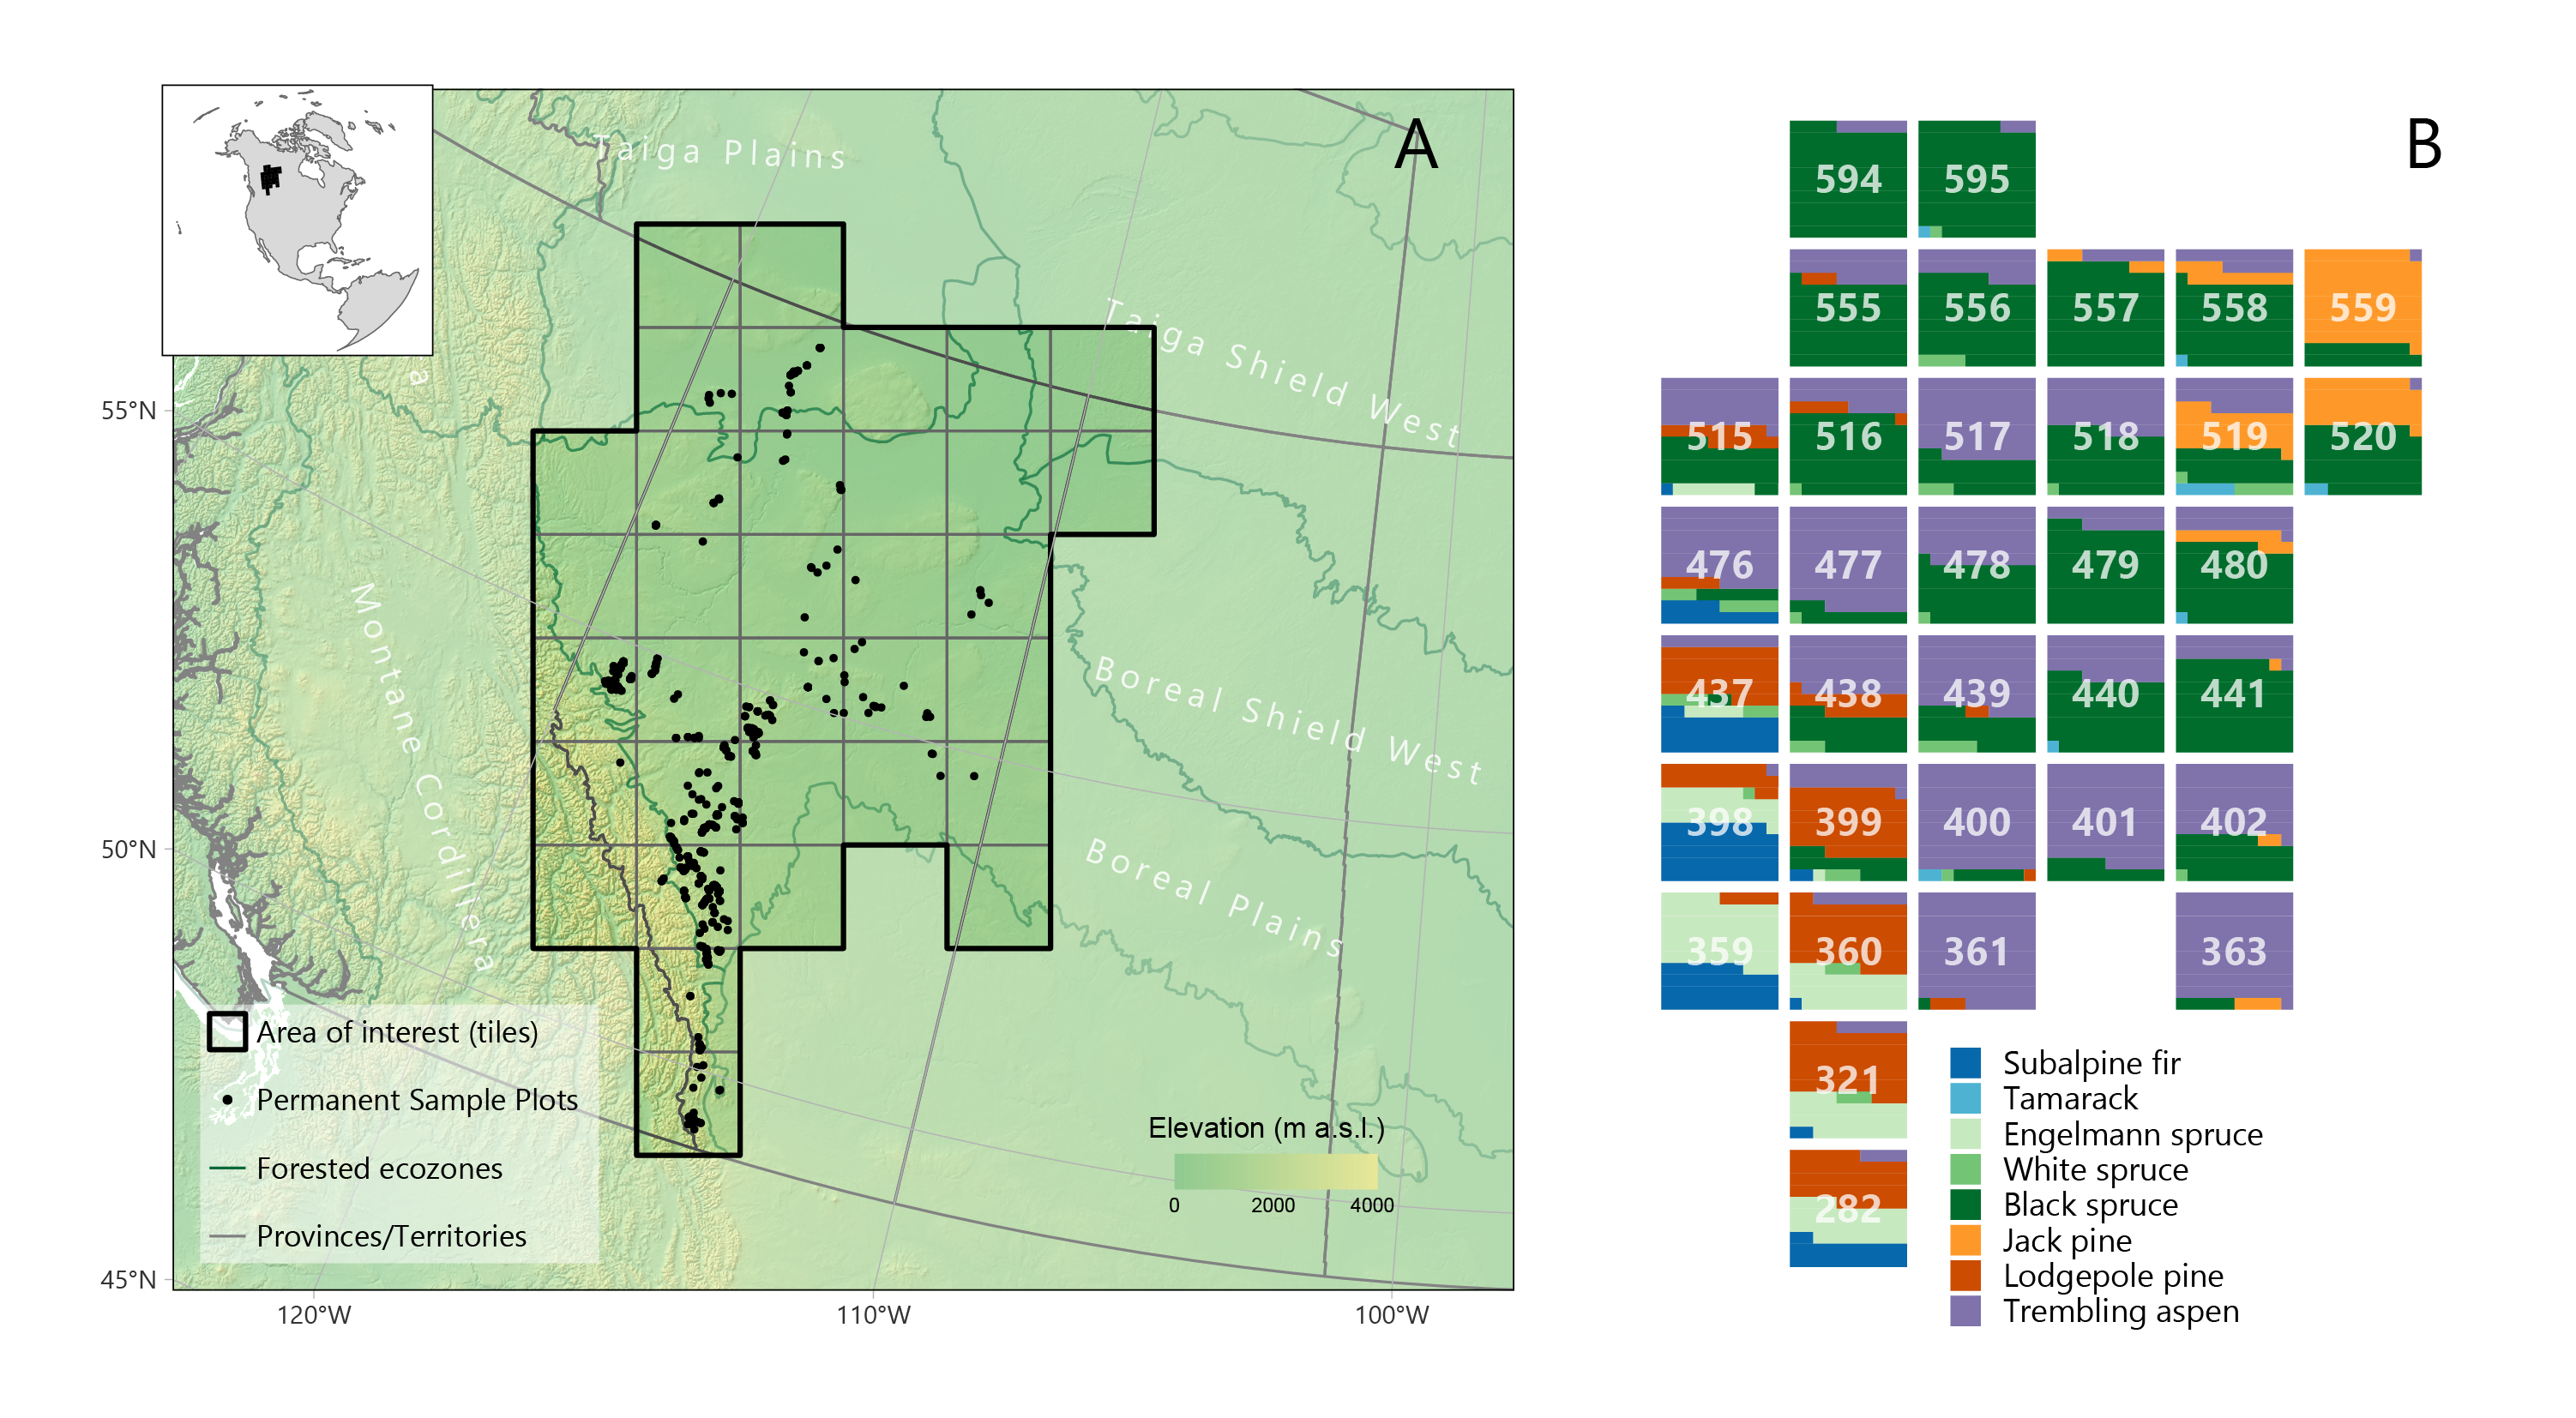 A
Taiga Plains
a
Taiga Shield West
Montane Cordillera
Boreal Shield West
Boreal Plains
55°N
50°N
45°N
120°W
110°W
100°W
Area of interest (tiles)
Permanent Sample Plots
Forested ecozones
Provinces/Territories
Elevation (m a.s.l.)
0 2000 4000
B
594 595
555 556 557 558 559
515 516 517 518 519 520
476 477 478 479 480
437 438 439 440 441
398 399 400 401 402
359 360 361 363
321
282
Subalpine fir
Tamarack
Engelmann spruce
White spruce
Black spruce
Jack pine
Lodgepole pine
Trembling aspen